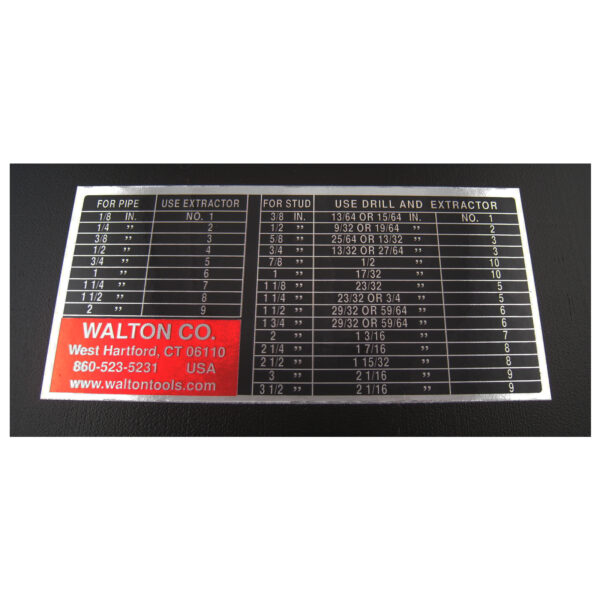 FOR PIPE USE EXTRACTOR
1/8 IN. NO. 1
1/4 ” 2
3/8 ” 3
1/2 ” 4
3/4 ” 5
1 ” 6
1 1/4 ” 7
1 1/2 ” 8
2 ” 9
WALTON CO.
West Hartford, CT 06110
860-523-5231 USA
www.waltontools.com
FOR STUD USE DRILL AND EXTRACTOR
3/8 IN. 13/64 OR 15/64 IN. NO. 1
1/2 ” 9/32 OR 19/64 ” 2
5/8 ” 25/64 OR 13/32 ” 3
3/4 ” 13/32 OR 27/64 ” 3
7/8 ” 1/2 ” 10
1 ” 17/32 ” 10
1 1/8 ” 23/32 ” 5
1 1/4 ” 23/32 OR 3/4 ” 5
1 1/2 ” 29/32 OR 59/64 ” 6
1 3/4 ” 29/32 OR 59/64 ” 6
2 ” 1 3/16 ” 7
2 1/4 ” 1 7/16 ” 8
2 1/2 ” 1 15/32 ” 8
3 ” 2 1/16 ” 9
3 1/2 ” 2 1/16 ” 9